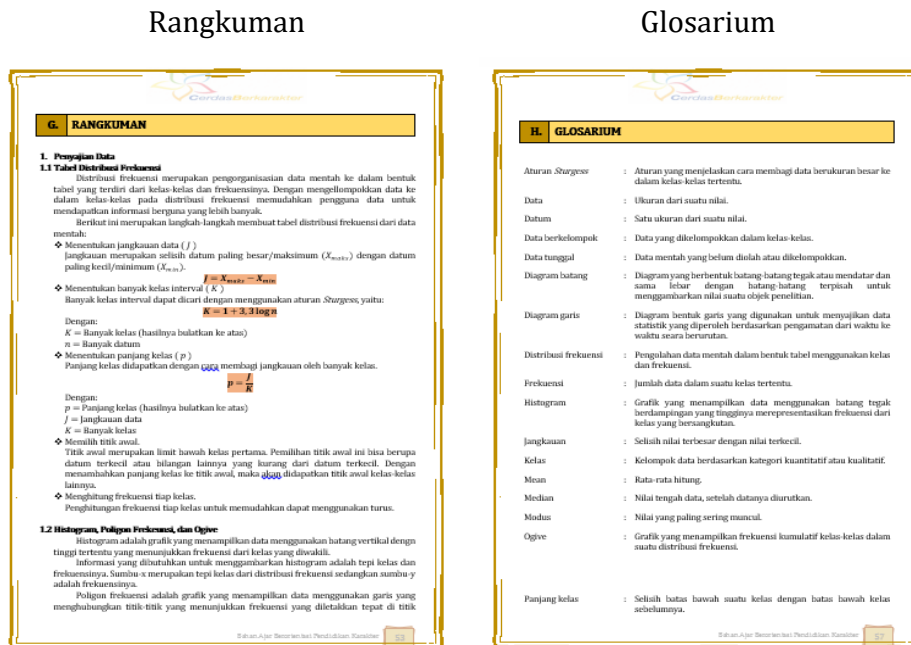 Rangkuman
Glosarium
CerdasBerkarakter
G. RANGKUMAN
1. Penyajian Data
1.1 Tabel Distribusi Frekuensi
Distribusi frekuensi merupakan pengorganisasian data mentah ke dalam bentuk
tabel yang terdiri dari kelas-kelas dan frekuensinya. Dengan mengellompokkan data ke
dalam kelas-kelas pada distribusi frekuensi memudahkan pengguna data untuk
mendapatkan informasi berguna yang lebih banyak.
Berikut ini merupakan langkah-langkah membuat tabel distribusi frekuensi dari data
mentah:
❖ Menentukan jangkauan data ( J )
Jangkauan merupakan selisih datum paling besar/maksimum (X_maks) dengan datum
paling kecil/minimum (X_min).
J = X_maks − X_min
❖ Menentukan banyak kelas interval ( K )
Banyak kelas interval dapat dicari dengan menggunakan aturan Sturgess, yaitu:
K = 1 + 3,3 log n
Dengan:
K = Banyak kelas (hasilnya bulatkan ke atas)
n = Banyak datum
❖ Menentukan panjang kelas ( p )
Panjang kelas didapatkan dengan cara membagi jangkauan oleh banyak kelas.
p = J/K
Dengan:
p = Panjang kelas (hasilnya bulatkan ke atas)
J = Jangkauan data
K = Banyak kelas
❖ Memilih titik awal.
Titik awal merupakan limit bawah kelas pertama. Pemilihan titik awal ini bisa berupa
datum terkecil atau bilangan lainnya yang kurang dari datum terkecil. Dengan
menambahkan panjang kelas ke titik awal, maka akan didapatkan titik awal kelas-kelas
lainnya.
❖ Menghitung frekuensi tiap kelas.
Penghitungan frekuensi tiap kelas untuk memudahkan dapat menggunakan turus.
1.2 Histogram, Poligon Frekeunsi, dan Ogive
Histogram adalah grafik yang menampilkan data menggunakan batang vertikal dengn
tinggi tertentu yang menunjukkan frekuensi dari kelas yang diwakili.
Informasi yang dibutuhkan untuk menggambarkan histogram adalah tepi kelas dan
frekuensinya. Sumbu-x merupakan tepi kelas dari distribusi frekuensi sedangkan sumbu-y
adalah frekuensinya.
Poligon frekuensi adalah grafik yang menampilkan data menggunakan garis yang
menghubungkan titik-titik yang menunjukkan frekuensi yang diletakkan tepat di titik
Bahan Ajar Berorientasi Pendidikan Karakter 53
CerdasBerkarakter
H. GLOSARIUM
Aturan Sturgess : Aturan yang menjelaskan cara membagi data berukuran besar ke
dalam kelas-kelas tertentu.
Data : Ukuran dari suatu nilai.
Datum : Satu ukuran dari suatu nilai.
Data berkelompok : Data yang dikelompokkan dalam kelas-kelas.
Data tunggal : Data mentah yang belum diolah atau dikelompokkan.
Diagram batang : Diagram yang berbentuk batang-batang tegak atau mendatar dan
sama lebar dengan batang-batang terpisah untuk
menggambarkan nilai suatu objek penelitian.
Diagram garis : Diagram bentuk garis yang digunakan untuk menyajikan data
statistik yang diperoleh berdasarkan pengamatan dari waktu ke
waktu seara berurutan.
Distribusi frekuensi : Pengolahan data mentah dalam bentuk tabel menggunakan kelas
dan frekuensi.
Frekuensi : Jumlah data dalam suatu kelas tertentu.
Histogram : Grafik yang menampilkan data menggunakan batang tegak
berdampingan yang tingginya merepresentasikan frekuensi dari
kelas yang bersangkutan.
Jangkauan : Selisih nilai terbesar dengan nilai terkecil.
Kelas : Kelompok data berdasarkan kategori kuantitatif atau kualitatif.
Mean : Rata-rata hitung.
Median : Nilai tengah data, setelah datanya diurutkan.
Modus : Nilai yang paling sering muncul.
Ogive : Grafik yang menampilkan frekuensi kumulatif kelas-kelas dalam
suatu distribusi frekuensi.
Panjang kelas : Selisih batas bawah suatu kelas dengan batas bawah kelas
sebelumnya.
Bahan Ajar Berorientasi Pendidikan Karakter 57